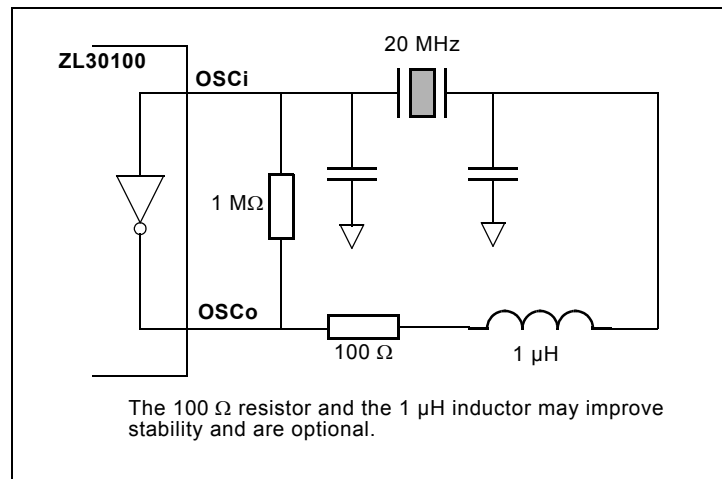 20 MHz
ZL30100
OSCi
1 MΩ
OSCo
100 Ω
1 µH
The 100 Ω resistor and the 1 µH inductor may improve
stability and are optional.